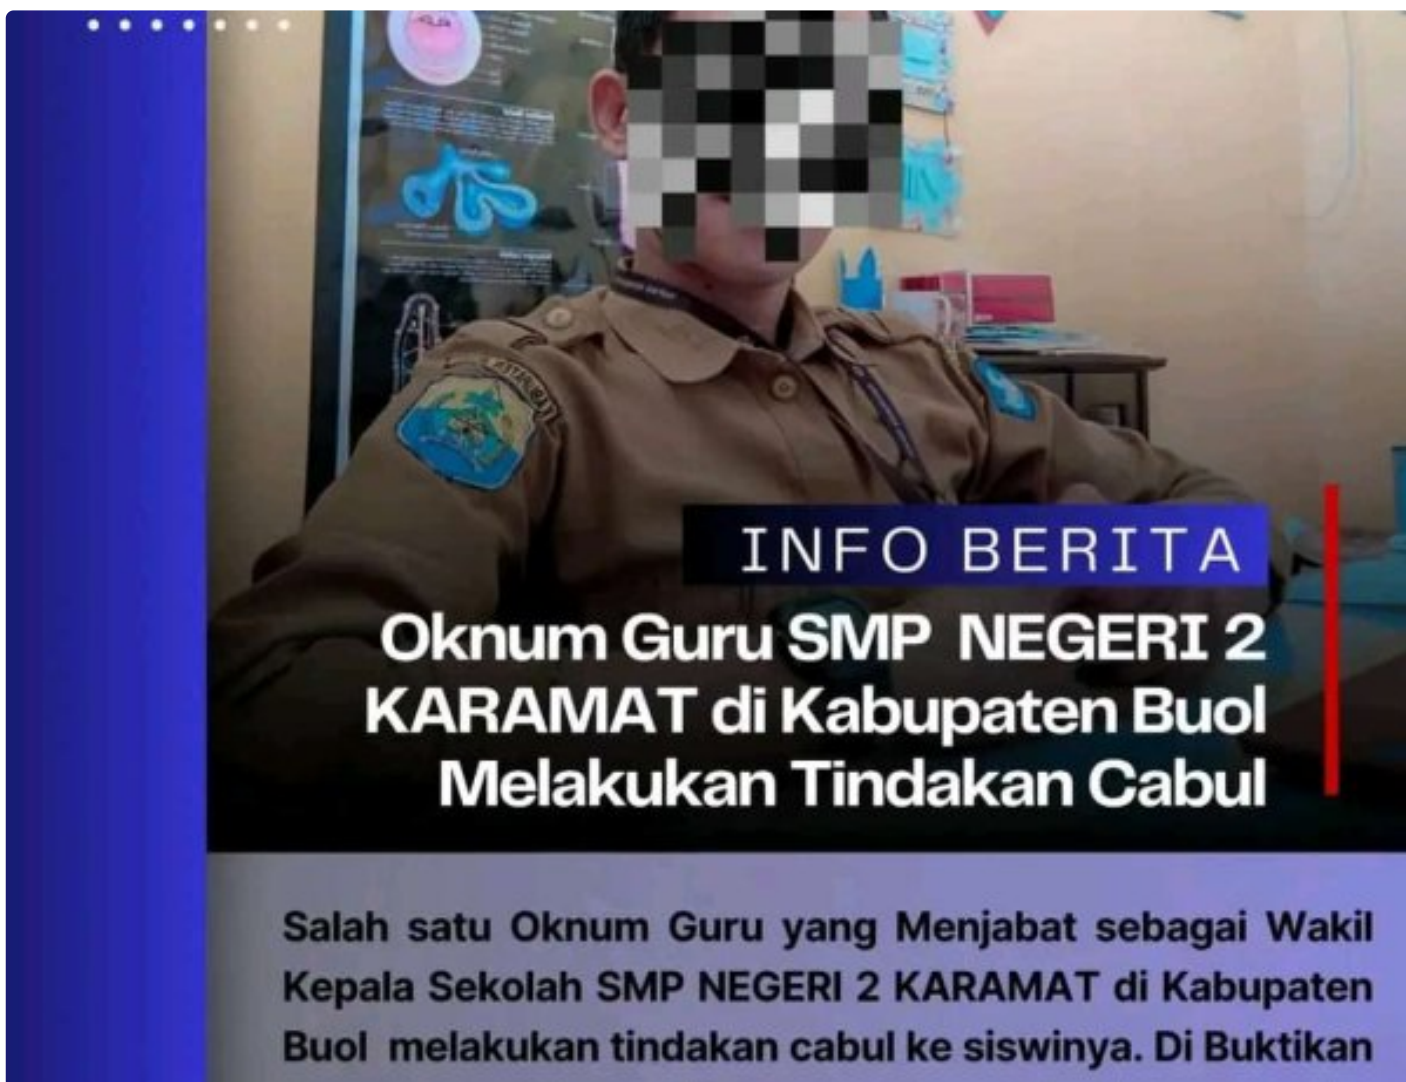 INFO BERITA
Oknum Guru SMP NEGERI 2
KARAMAT di Kabupaten Buol
Melakukan Tindakan Cabul
Salah satu Oknum Guru yang Menjabat sebagai Wakil
Kepala Sekolah SMP NEGERI 2 KARAMAT di Kabupaten
Buol melakukan tindakan cabul ke siswinya. Di Buktikan